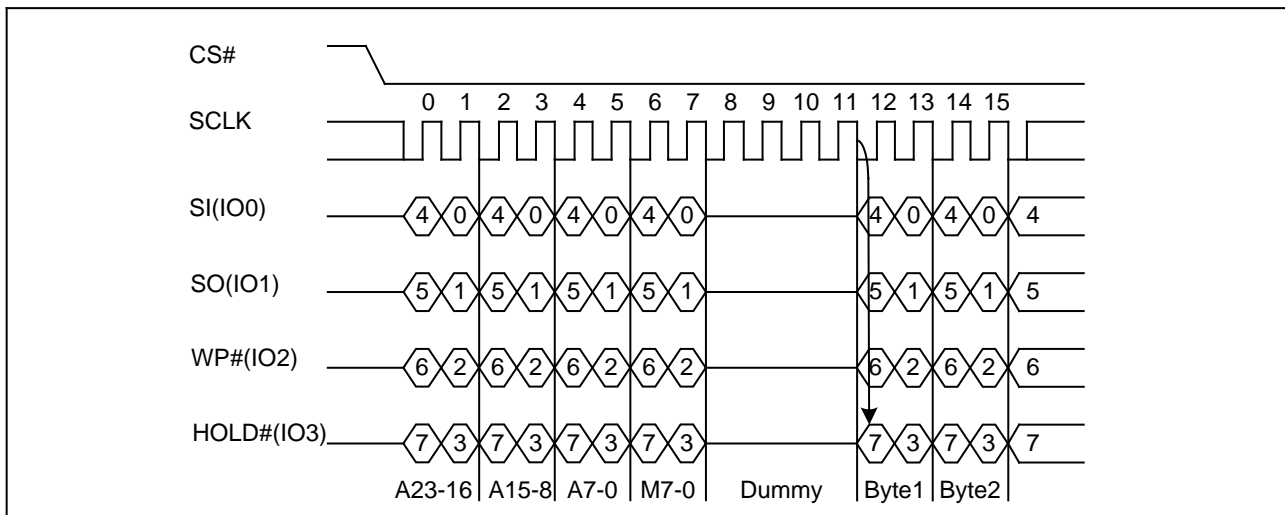 CS#
0 1 2 3 4 5 6 7 8 9 10 11 12 13 14 15
SCLK
SI(IO0) 4 0 4 0 4 0 4 0 4 0 4 0 4
SO(IO1) 5 1 5 1 5 1 5 1 5 1 5 1 5
WP#(IO2) 6 2 6 2 6 2 6 2 6 2 6 2 6
HOLD#(IO3) 7 3 7 3 7 3 7 3 7 3 7 3 7
A23-16 A15-8 A7-0 M7-0 Dummy Byte1 Byte2